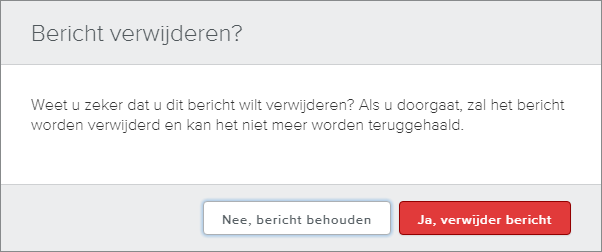 Bericht verwijderen?
Weet u zeker dat u dit bericht wilt verwijderen? Als u doorgaat, zal het bericht
worden verwijderd en kan het niet meer worden teruggehaald.
Nee, bericht behouden
Ja, verwijder bericht